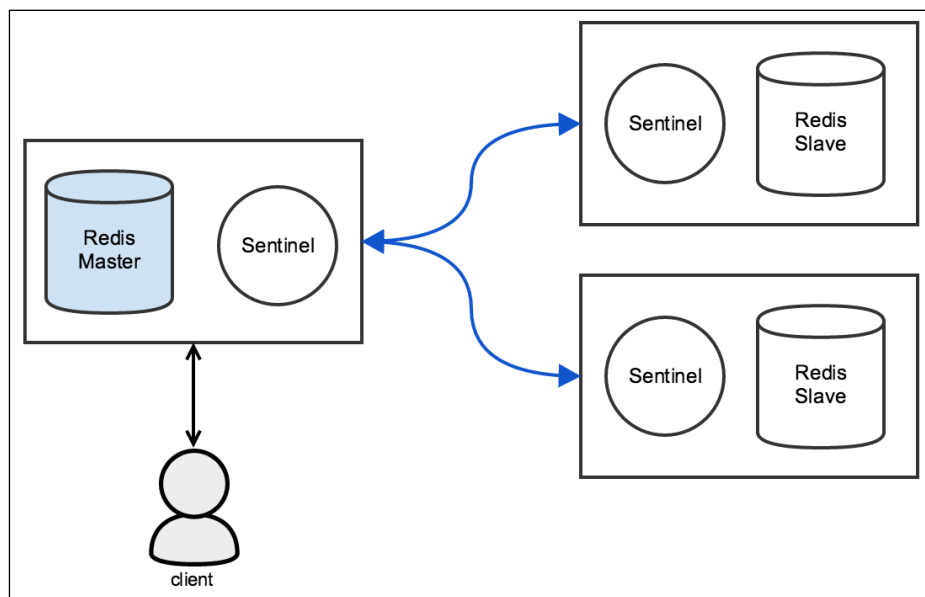 Redis
Master
Sentinel
Sentinel
Redis
Slave
Sentinel
Redis
Slave
client